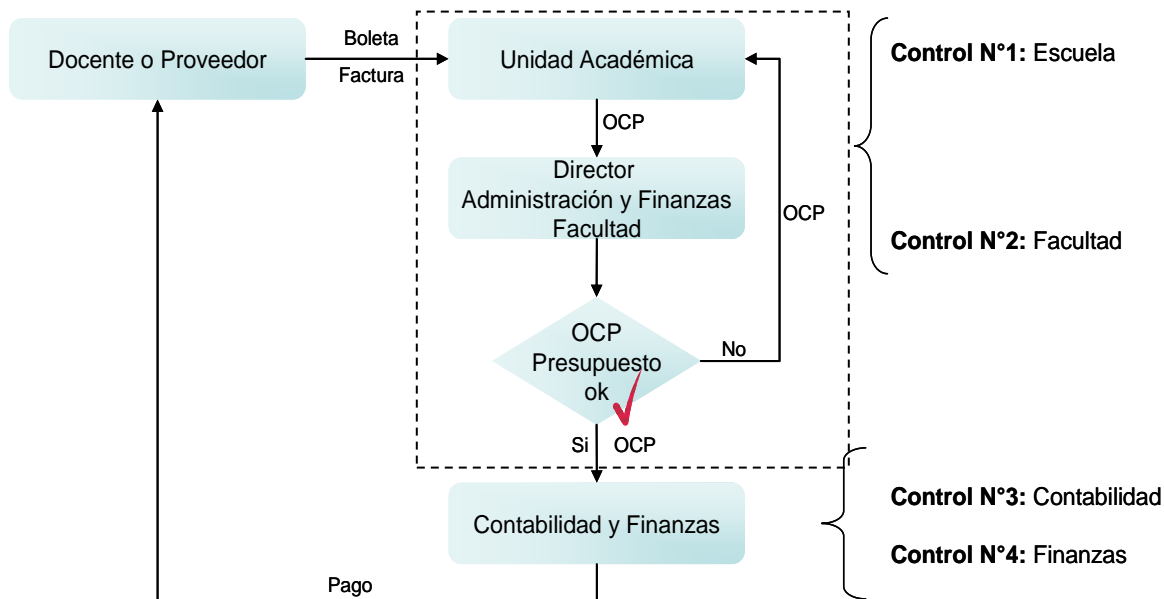 Docente o Proveedor
Boleta
Factura
Unidad Académica
Control N°1: Escuela
OCP
Director
Administración y Finanzas
Facultad
OCP
Control N°2: Facultad
OCP
Presupuesto
ok
No
Si OCP
Contabilidad y Finanzas
Control N°3: Contabilidad
Control N°4: Finanzas
Pago